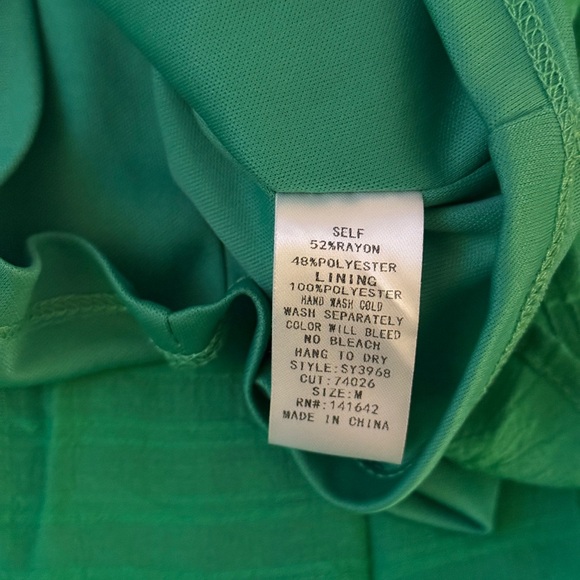 SELF
52%RAYON
48%POLYESTER
LINING
100%POLYESTER
HAND WASH COLD
WASH SEPARATELY
COLOR WILL BLEED
NO BLEACH
HANG TO DRY
STYLE:SY3968
CUT:74026
SIZE:M
RN#:141642
MADE IN CHINA